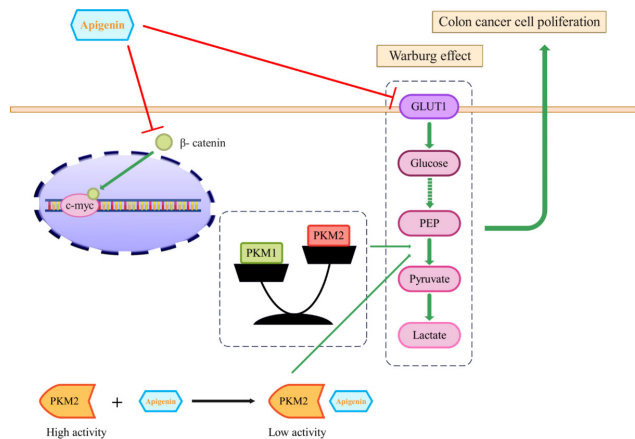 Apigenin
Colon cancer cell poliferation
Warburg effect
GLUT1
β- catenin
c-myc
Glucose
PEP
PKM1
PKM2
Pyruvate
Lactate
PKM2
+
Apigenin
PKM2
Apigenin
High activity
Low activity